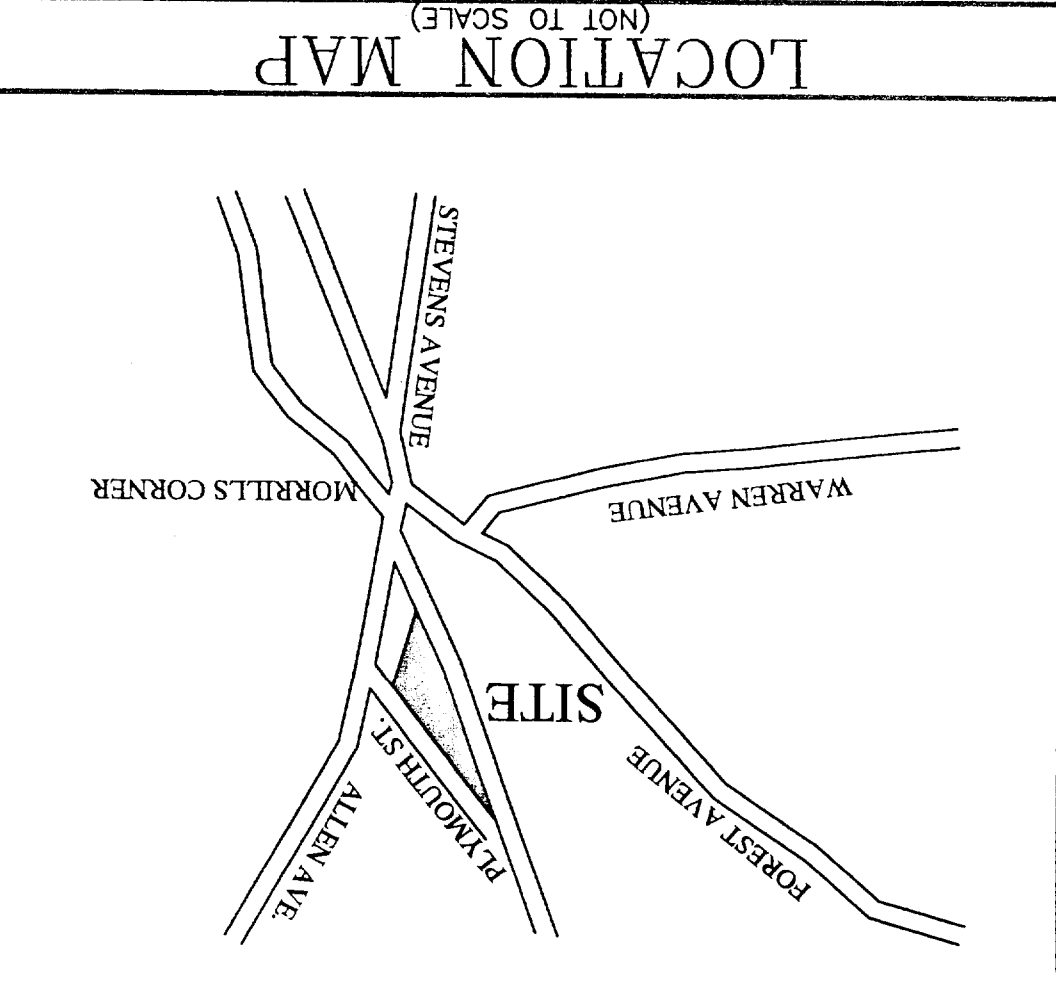 ALLEN AVE.
PLYMOUTH ST.
FOREST AVENUE
SITE
WARREN AVENUE
MORRILLS CORNER
STEVENS AVENUE
LOCATION MAP
(NOT TO SCALE)